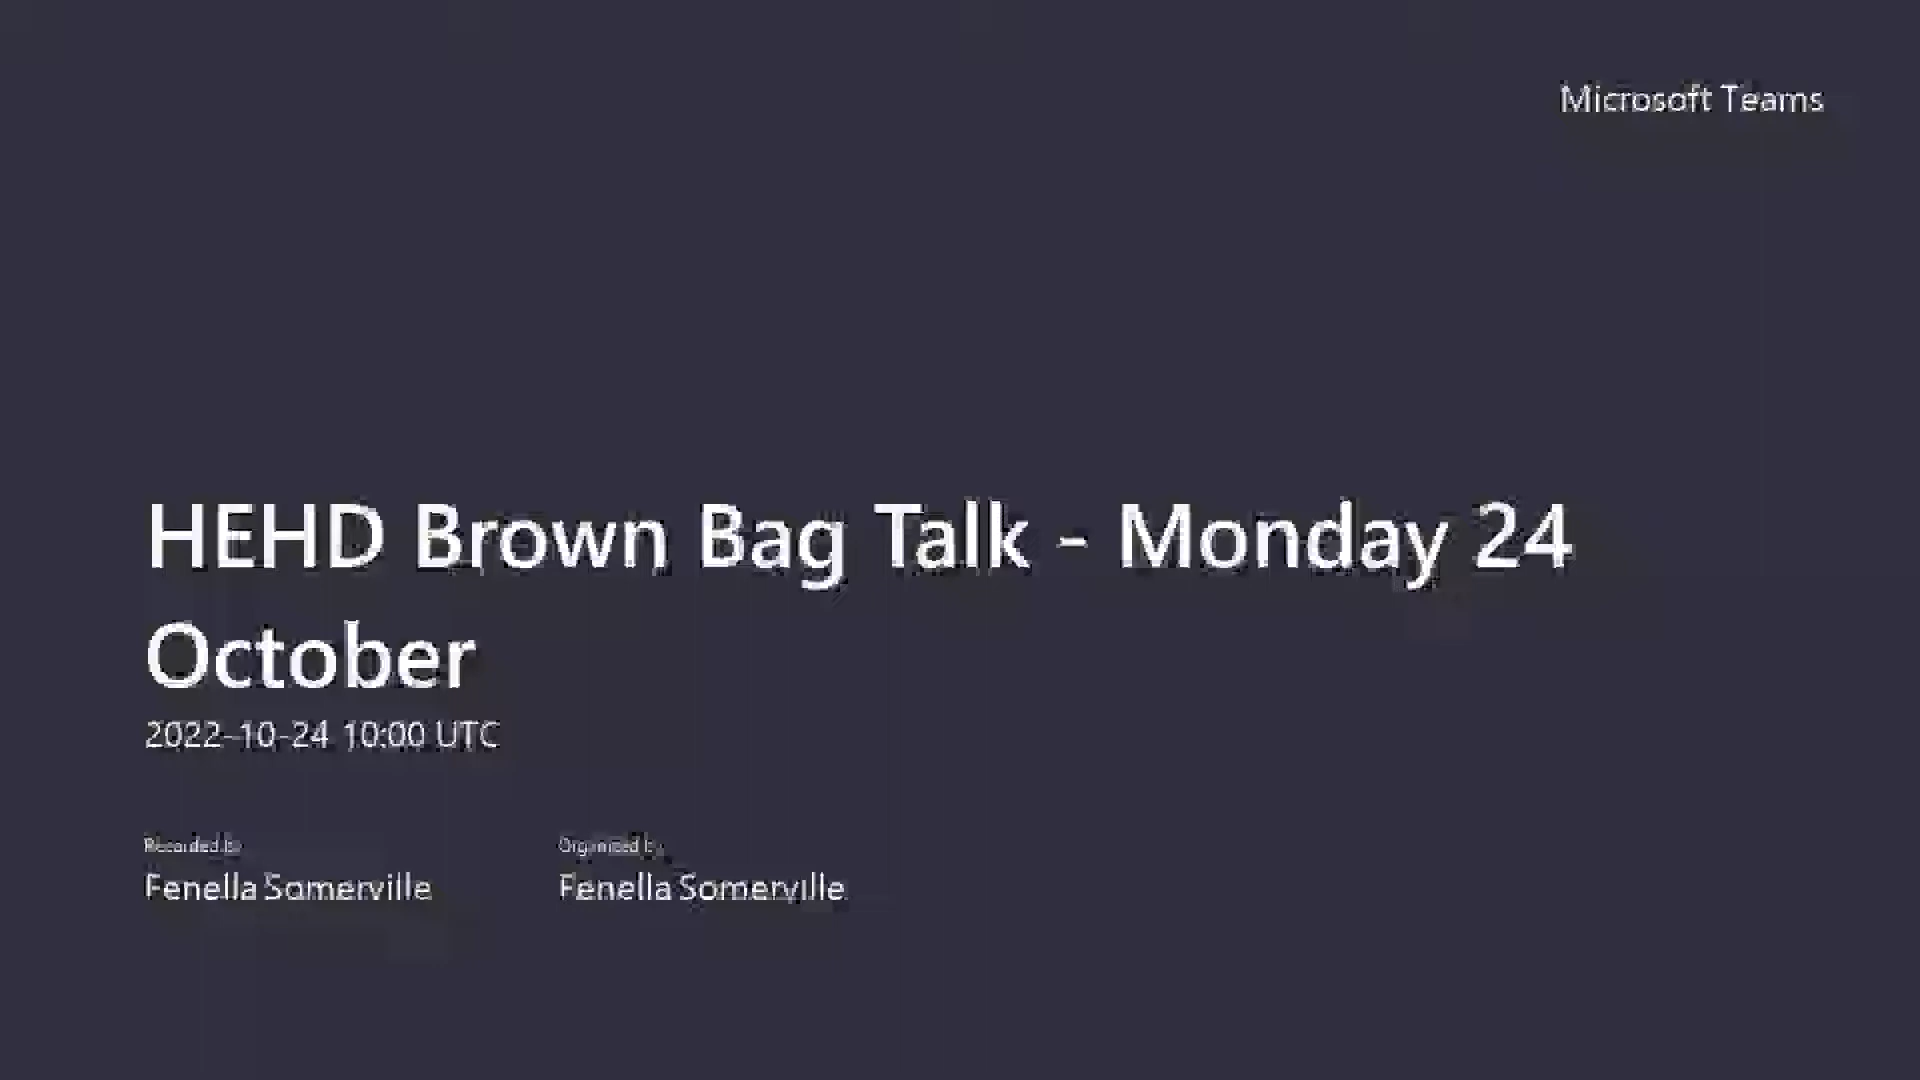 Microsoft Teams
HEHD Brown Bag Talk - Monday 24
October
2022-10-24 10:00 UTC
Recorded by
Organized by
Fenella Somerville
Fenella Somerville